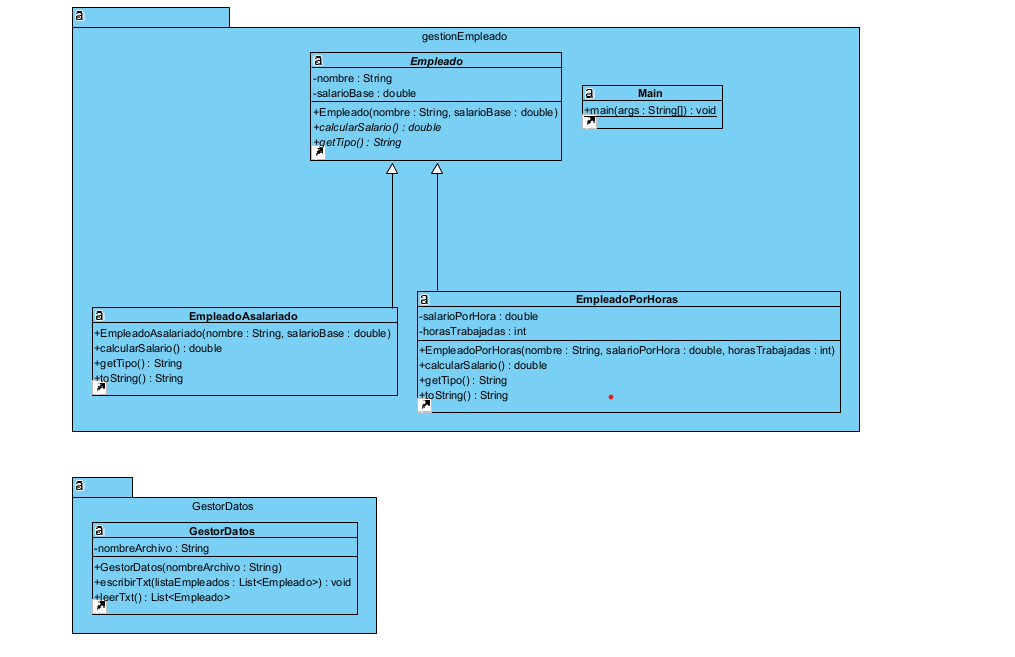 gestionEmpleado
Empleado
-nombre : String
-salarioBase : double
+Empleado(nombre : String, salarioBase : double)
+calcularSalario() : double
+getTipo() : String
Main
+main(args : String[]) : void
EmpleadoAsalariado
+EmpleadoAsalariado(nombre : String, salarioBase : double)
+calcularSalario() : double
+getTipo() : String
+toString() : String
EmpleadoPorHoras
-salarioPorHora : double
-horasTrabajadas : int
+EmpleadoPorHoras(nombre : String, salarioPorHora : double, horasTrabajadas : int)
+calcularSalario() : double
+getTipo() : String
+toString() : String
GestorDatos
GestorDatos
-nombreArchivo : String
+GestorDatos(nombreArchivo : String)
+escribirTxt(listaEmpleados : List<Empleado>) : void
+leerTxt() : List<Empleado>